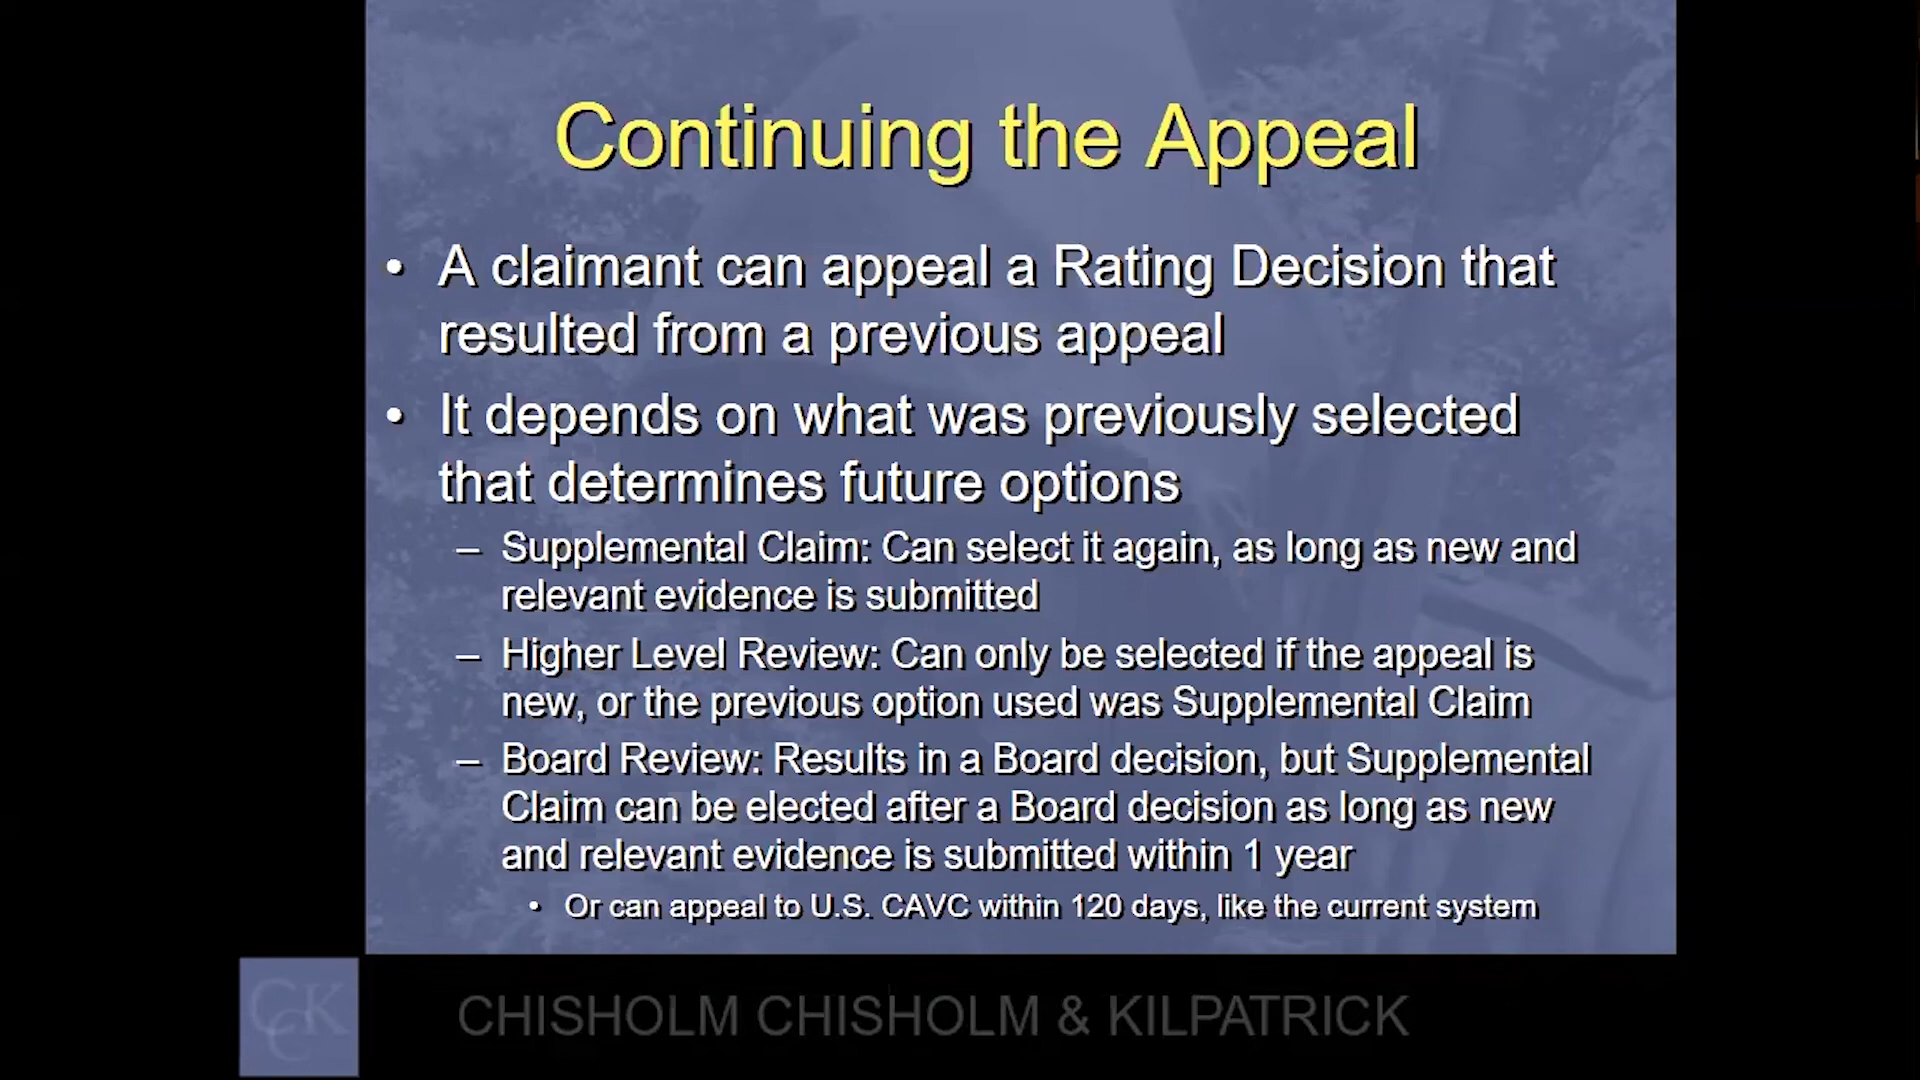 Continuing the Appeal
• A claimant can appeal a Rating Decision that
resulted from a previous appeal
• It depends on what was previously selected
that determines future options
– Supplemental Claim: Can select it again, as long as new and
relevant evidence is submitted
– Higher Level Review: Can only be selected if the appeal is
new, or the previous option used was Supplemental Claim
– Board Review: Results in a Board decision, but Supplemental
Claim can be elected after a Board decision as long as new
and relevant evidence is submitted within 1 year
• Or can appeal to U.S. CAVC within 120 days, like the current system
CCK
CHISHOLM CHISHOLM & KILPATRICK